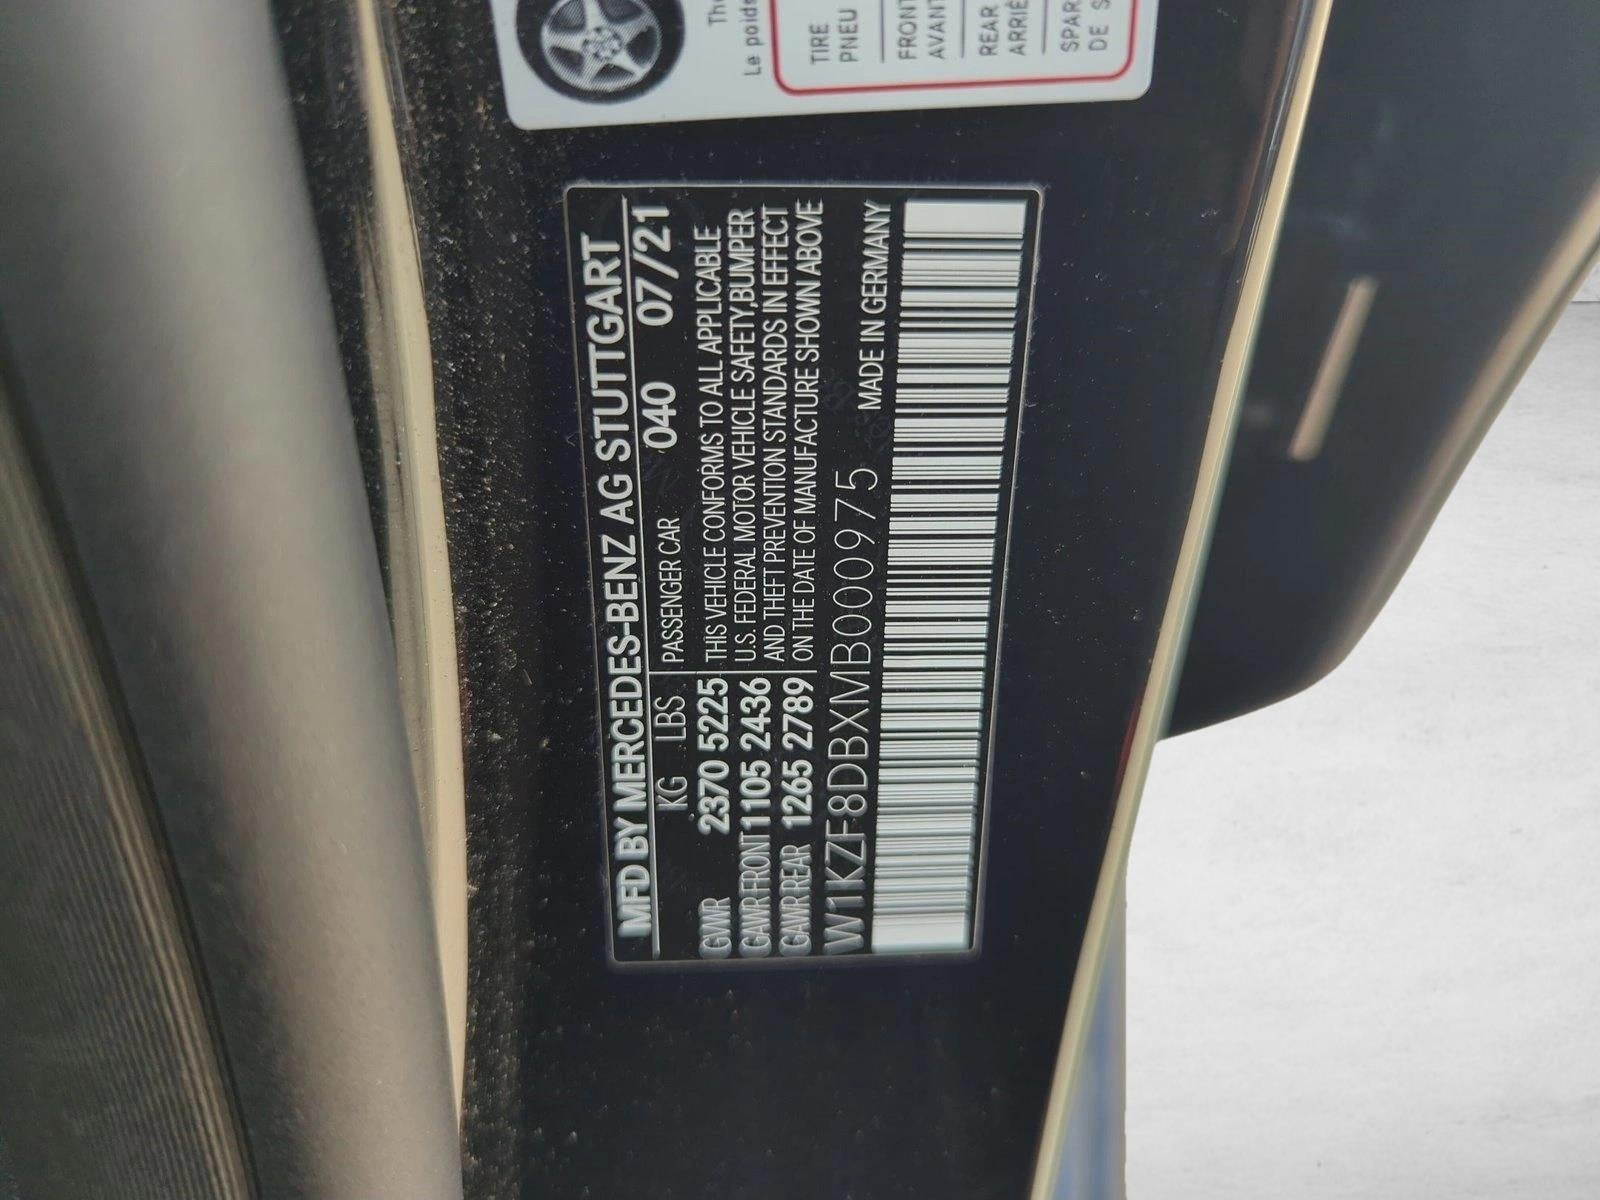 The
Le poids
TIRE
PNEU
FRONT
AVANT
REAR
ARRIÈ
SPAR
DE S
MFD BY MERCEDES-BENZ AG STUTTGART
KG LBS PASSENGER CAR 040 07/21
GVWR 2370 5225 THIS VEHICLE CONFORMS TO ALL APPLICABLE
GAWR FRONT 1105 2436 U.S. FEDERAL MOTOR VEHICLE SAFETY, BUMPER
GAWR REAR 1265 2789 AND THEFT PREVENTION STANDARDS IN EFFECT
ON THE DATE OF MANUFACTURE SHOWN ABOVE
W1KZF8DBXMB000975 MADE IN GERMANY